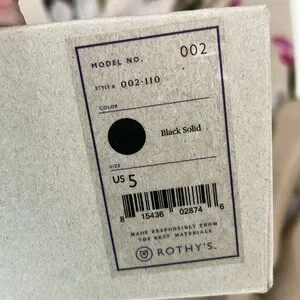 MODEL NO. 002
STYLE # 002-110
COLOR
Black Solid
SIZE
US 5
8 15436 02874 6
MADE RESPONSIBLY FROM
THE BEST MATERIALS
ROTHY'S.